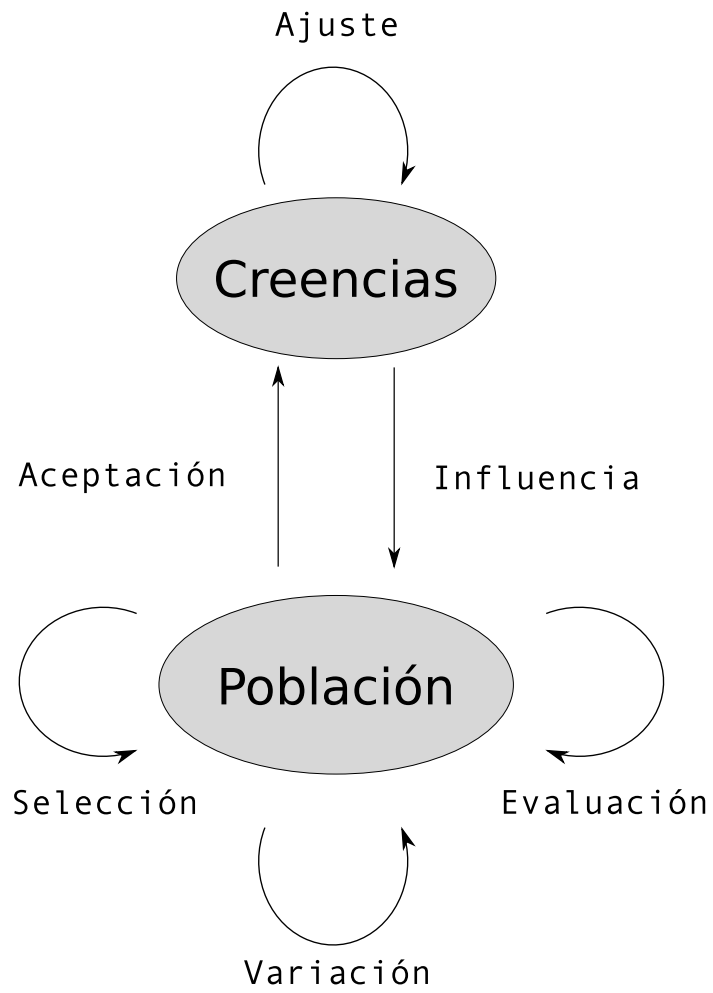 Ajuste
Creencias
Aceptación
Influencia
Población
Selección
Evaluación
Variación